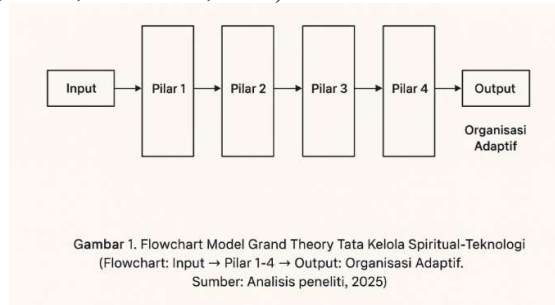 Input
Pilar 1
Pilar 2
Pilar 3
Pilar 4
Output
Organisasi
Adaptif
Gambar 1. Flowchart Model Grand Theory Tata Kelola Spiritual-Teknologi
(Flowchart: Input → Pilar 1-4 → Output: Organisasi Adaptif.
Sumber: Analisis peneliti, 2025)